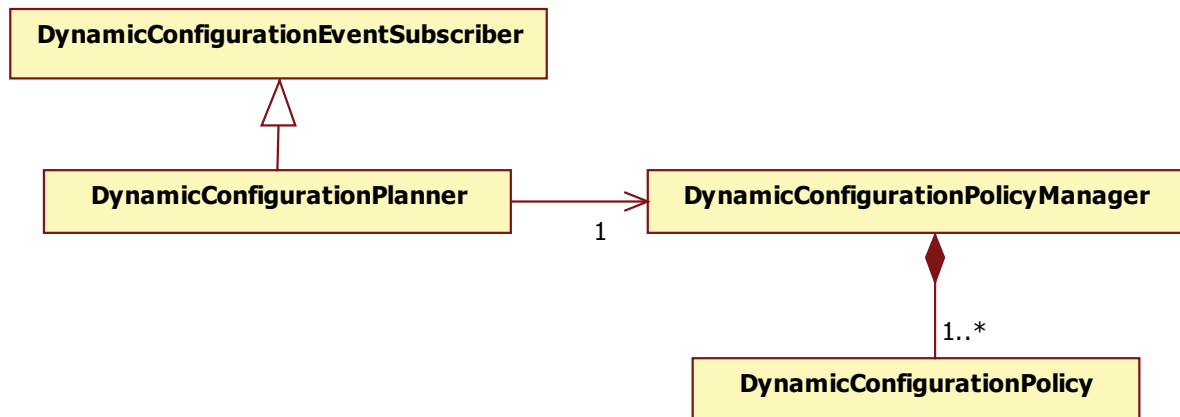 DynamicConfigurationEventSubscriber
DynamicConfigurationPlanner
DynamicConfigurationPolicyManager
1
1..*
DynamicConfigurationPolicy